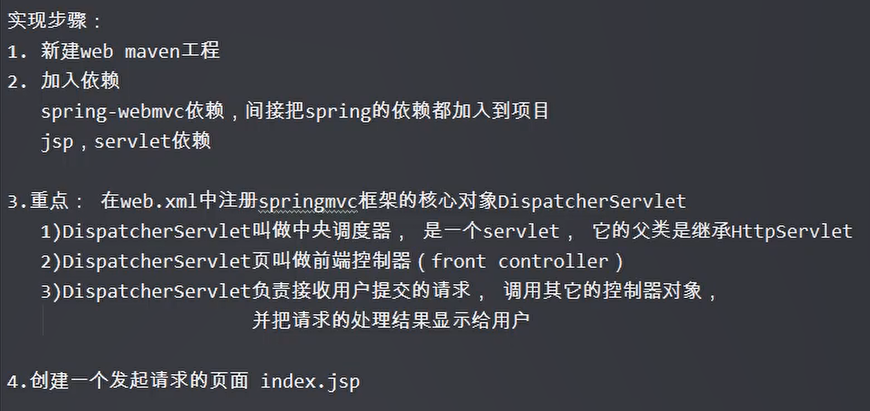 实现步骤：
1. 新建web maven工程
2. 加入依赖
spring-webmvc依赖，间接把spring的依赖都加入到项目
jsp，servlet依赖
3.重点： 在web.xml中注册springmvc框架的核心对象DispatcherServlet
1)DispatcherServlet叫做中央调度器， 是一个servlet， 它的父类是继承HttpServlet
2)DispatcherServlet页叫做前端控制器（front controller）
3)DispatcherServlet负责接收用户提交的请求， 调用其它的控制器对象，
并把请求的处理结果显示给用户
4.创建一个发起请求的页面 index.jsp